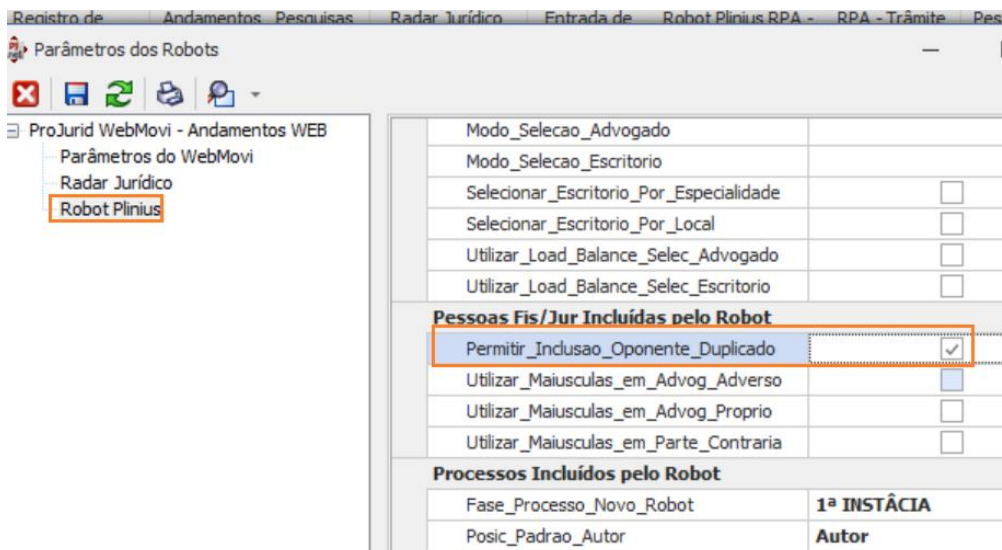 Registro de Andamentos Pesquisas Radar Jurídico Entrada de Robot Plinius RPA - RPA - Trâmite Pes
Parâmetros dos Robots
ProJurid WebMovi - Andamentos WEB
Parâmetros do WebMovi
Radar Jurídico
Robot Plinius
Modo_Selecao_Advogado
Modo_Selecao_Escritorio
Selecionar_Escritorio_Por_Especialidade
Selecionar_Escritorio_Por_Local
Utilizar_Load_Balance_Selec_Advogado
Utilizar_Load_Balance_Selec_Escritorio
Pessoas Fis/Jur Incluídas pelo Robot
Permitir_Inclusao_Oponente_Duplicado
Utilizar_Maiusculas_em_Advog_Adverso
Utilizar_Maiusculas_em_Advog_Proprio
Utilizar_Maiusculas_em_Parte_Contraria
Processos Incluídos pelo Robot
Fase_Processo_Novo_Robot 1ª INSTÂCIA
Posic_Padrao_Autor Autor